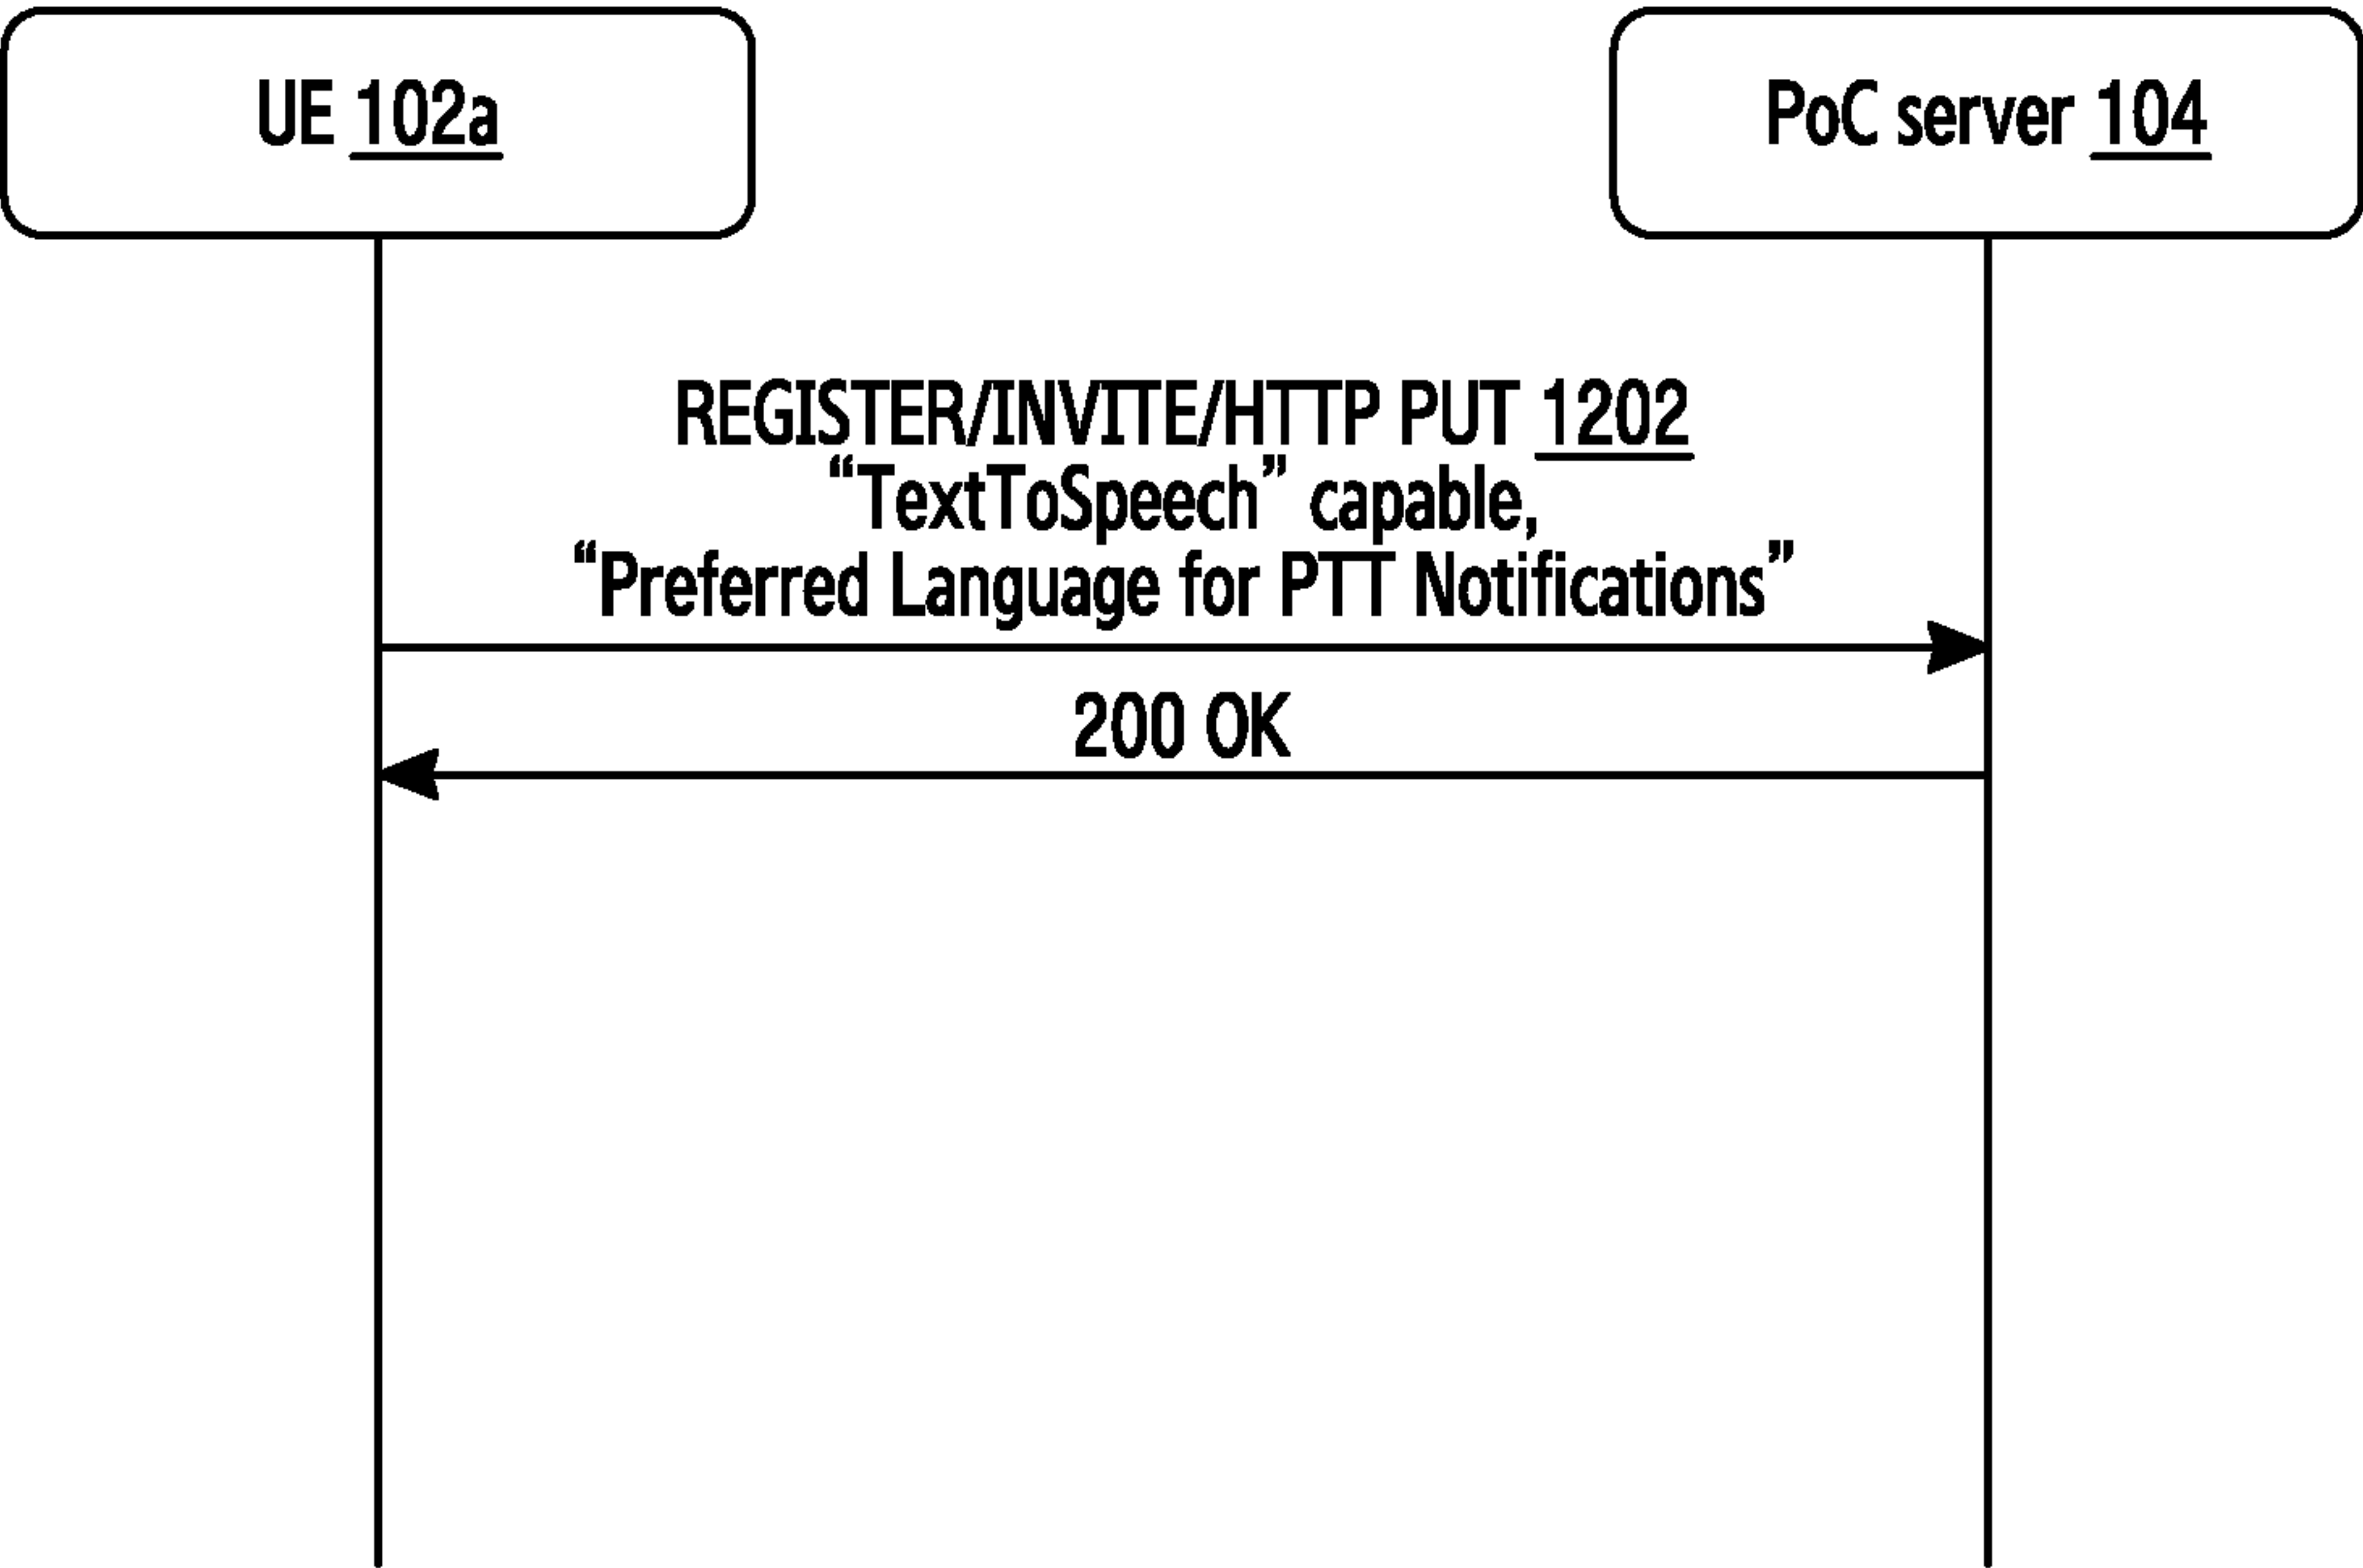 UE 102a
PoC server 104
REGISTER/INVITE/HTTP PUT 1202
“TextToSpeech” capable,
“Preferred Language for PTT Notifications”
200 OK